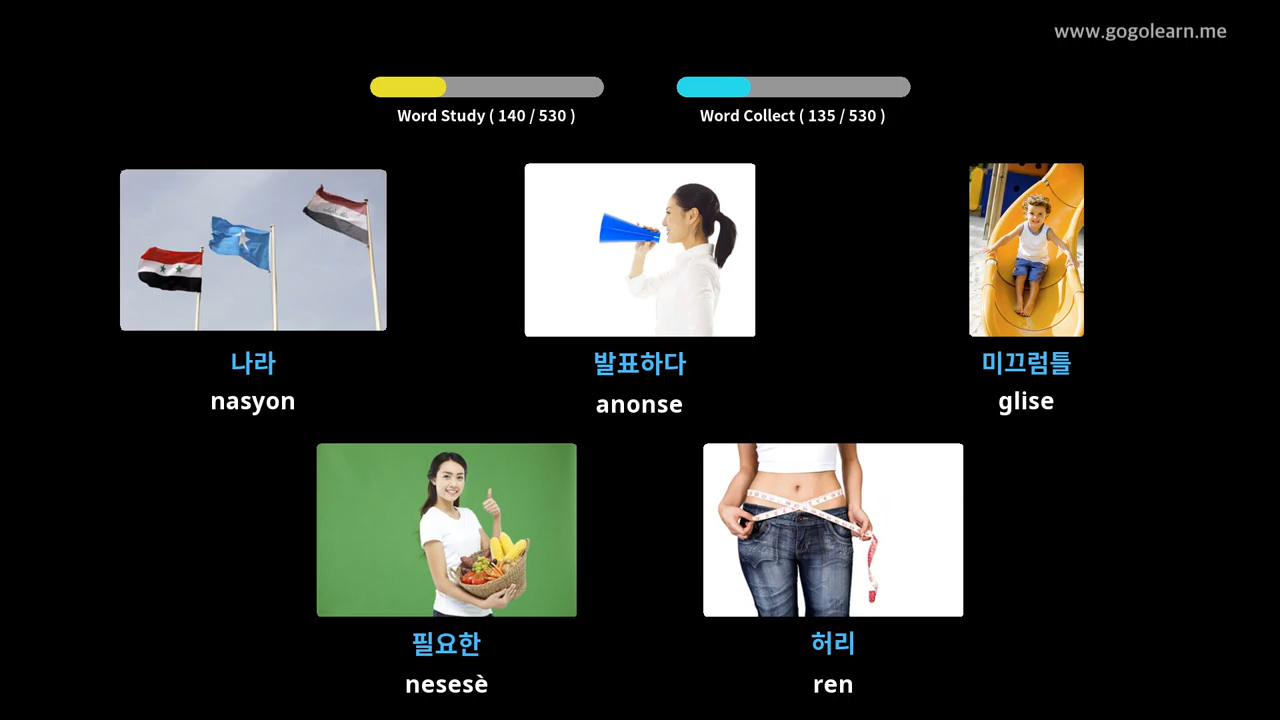 www.gogolearn.me
Word Study ( 140 / 530 )
Word Collect ( 135 / 530 )
나라
발표하다
미끄럼틀
nasyon
anonse
glise
필요한
허리
nesesè
ren